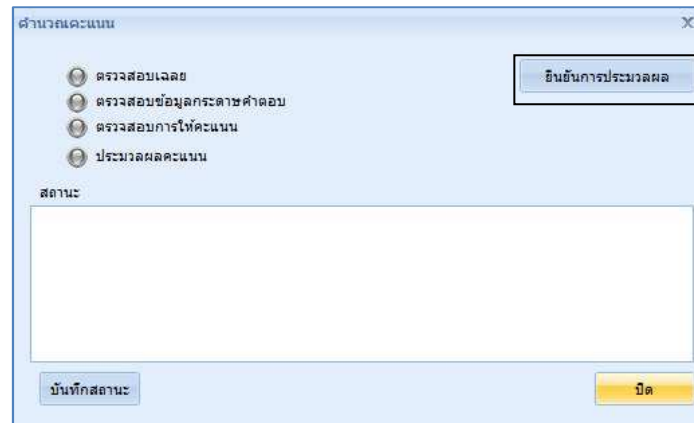 คำนวณคะแนน
ตรวจสอบเฉลย
ยืนยันการประมวลผล
ตรวจสอบข้อมูลกระดาษคำตอบ
ตรวจสอบการให้คะแนน
ประมวลผลคะแนน
สถานะ
บันทึกสถานะ
ปิด